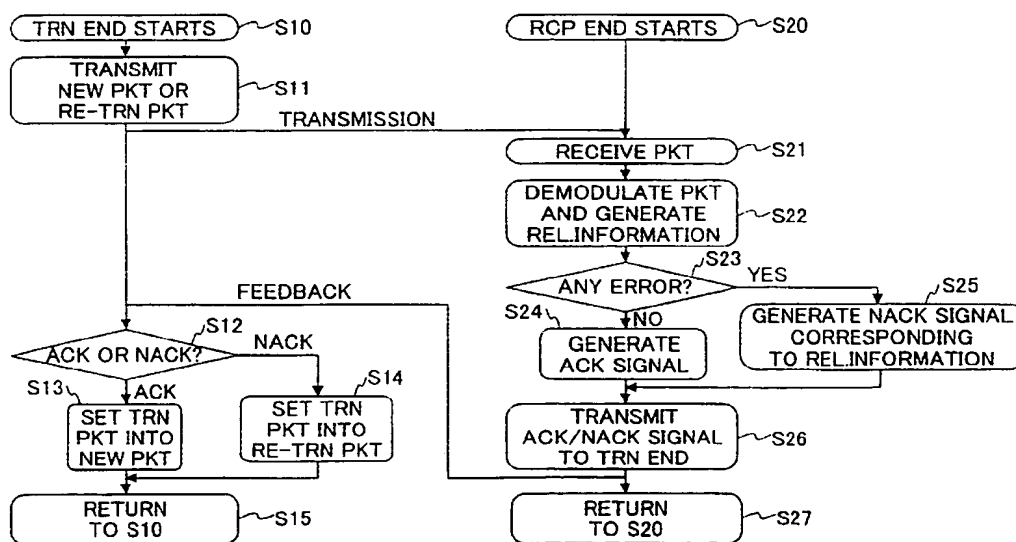 TRN END STARTS
S10
TRANSMIT
NEW PKT OR
RE-TRN PKT
S11
TRANSMISSION
RCP END STARTS
S20
RECEIVE PKT
S21
DEMODULATE PKT
AND GENERATE
REL.INFORMATION
S22
S23
ANY ERROR?
YES
NO
S24
GENERATE
ACK SIGNAL
S25
GENERATE NACK SIGNAL
CORRESPONDING
TO REL.INFORMATION
FEEDBACK
S12
ACK OR NACK?
NACK
ACK
S13
SET TRN
PKT INTO
NEW PKT
S14
SET TRN
PKT INTO
RE-TRN PKT
TRANSMIT
ACK/NACK SIGNAL
TO TRN END
S26
RETURN
TO S10
S15
RETURN
TO S20
S27